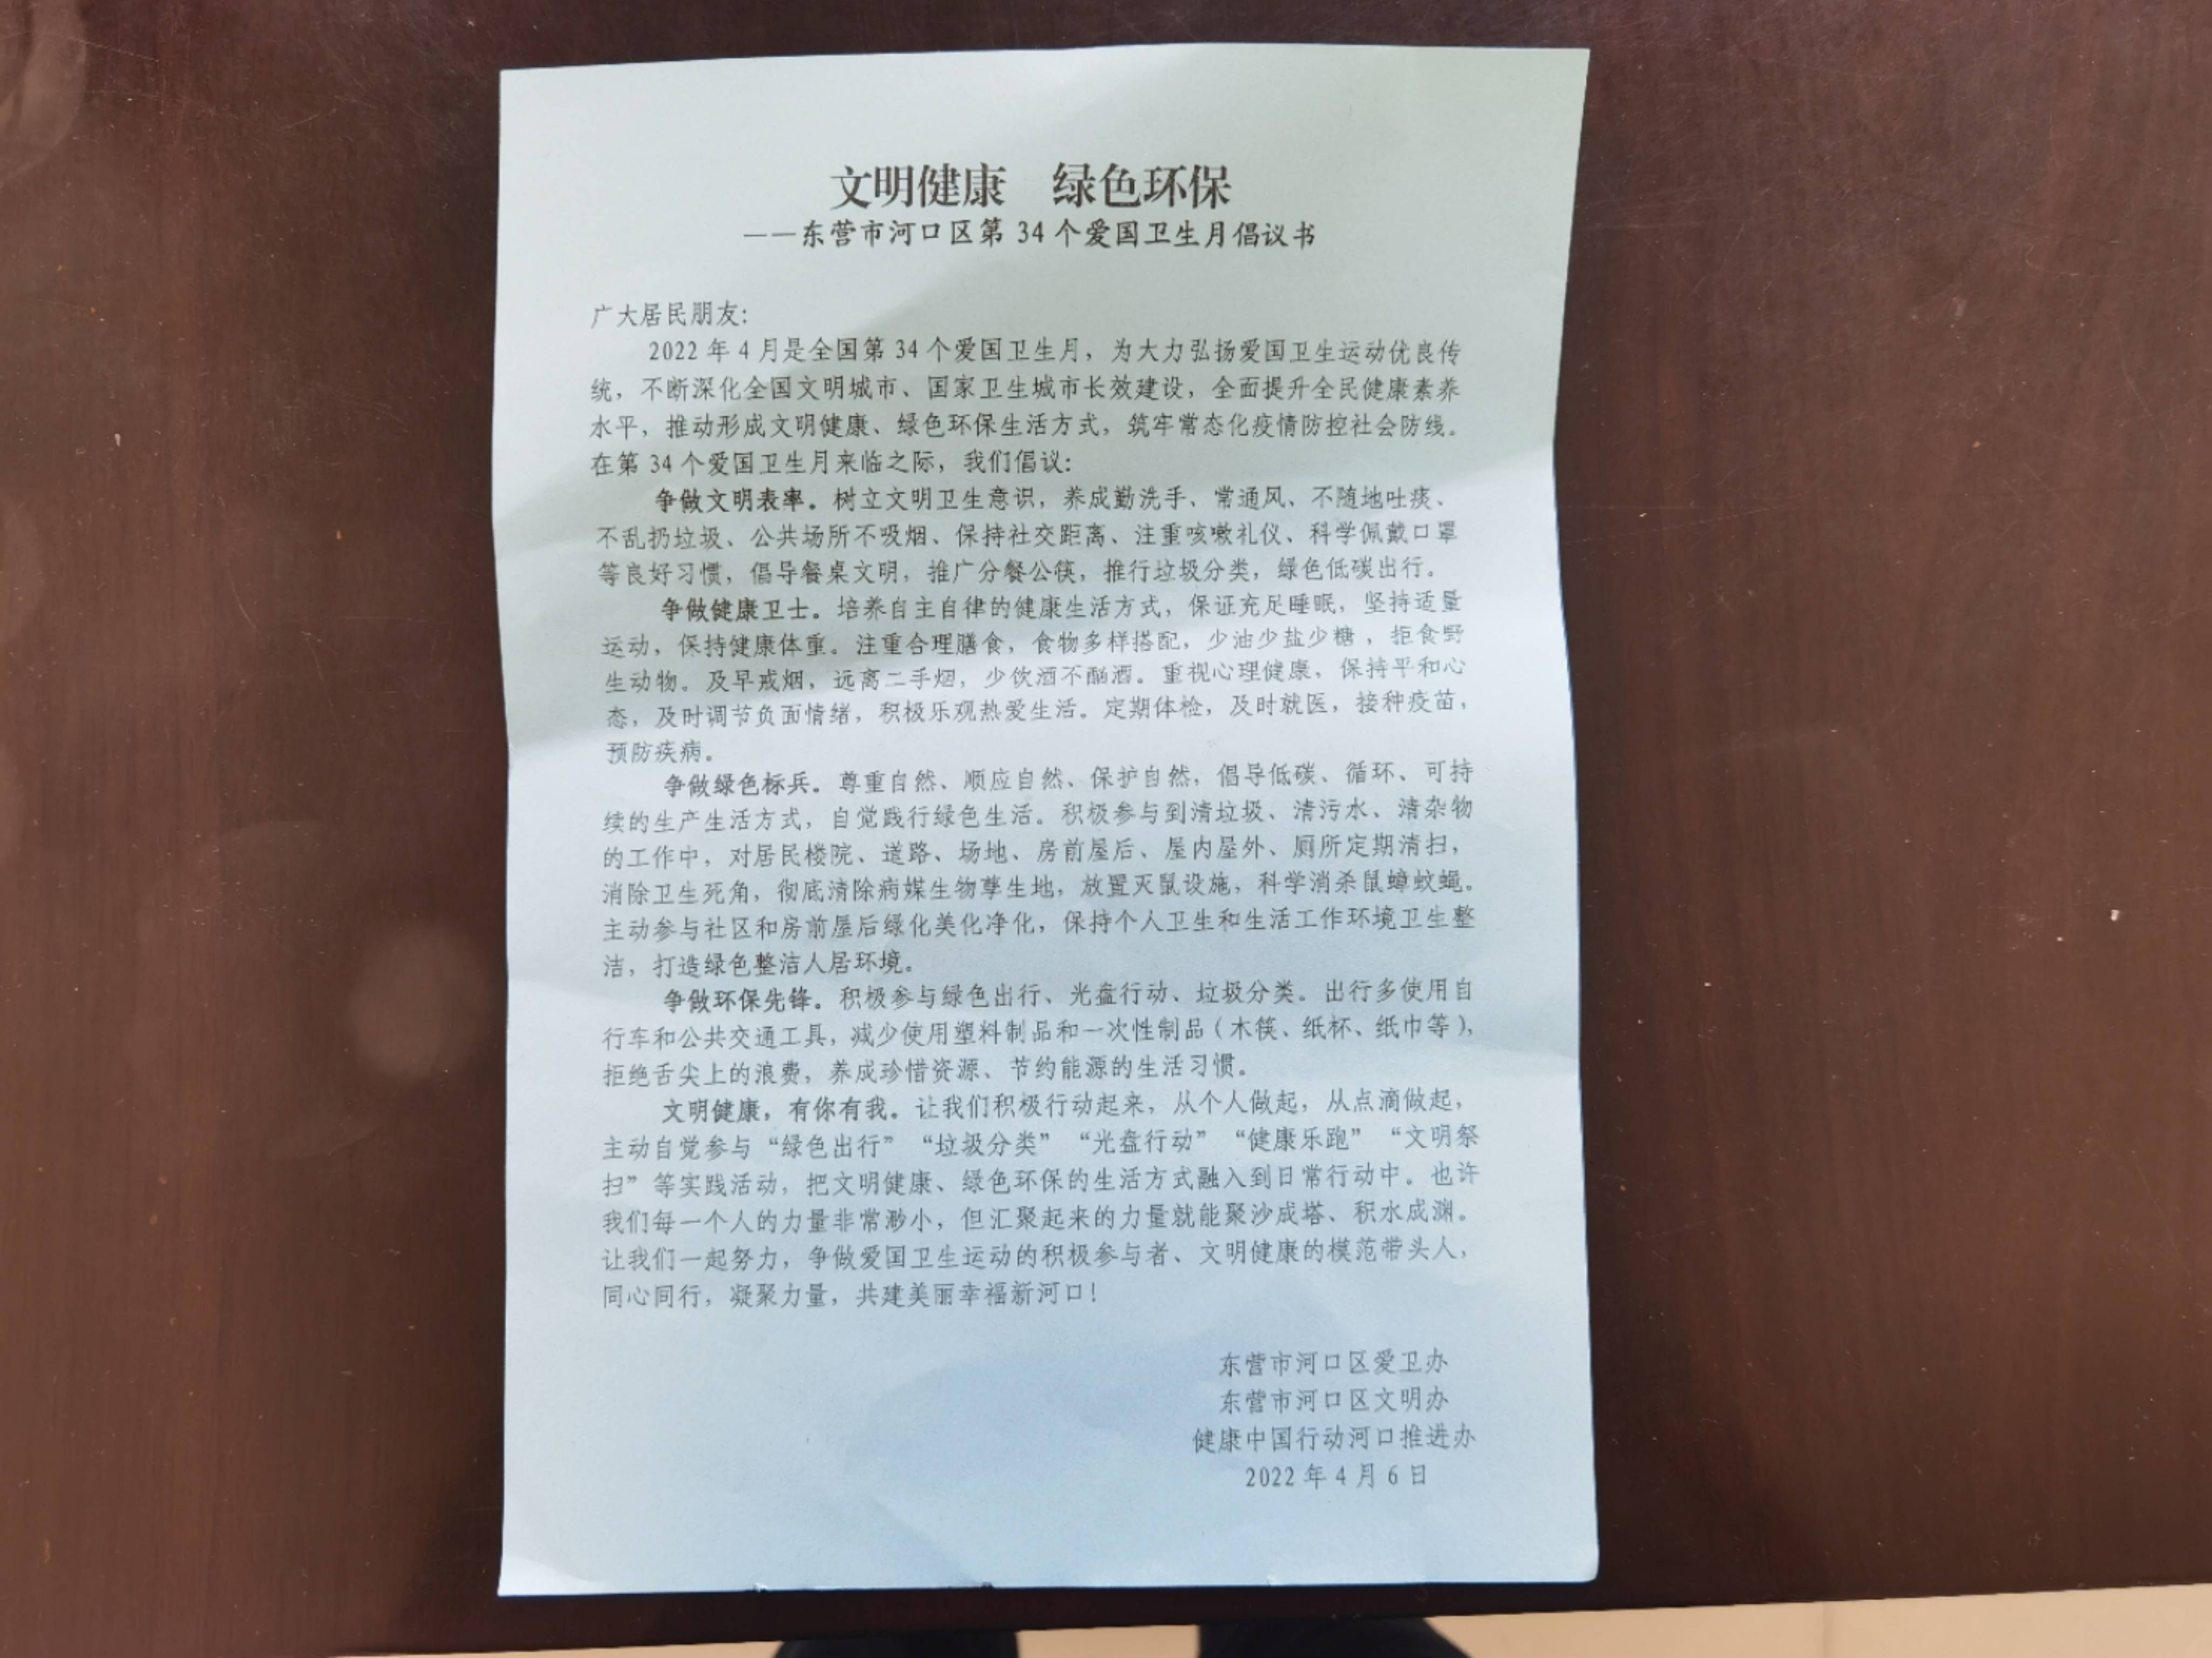 文明健康　绿色环保
——东营市河口区第 34 个爱国卫生月倡议书
广大居民朋友：
2022 年 4 月是全国第 34 个爱国卫生月，为大力弘扬爱国卫生运动优良传
统，不断深化全国文明城市、国家卫生城市长效建设，全面提升全民健康素养
水平，推动形成文明健康、绿色环保生活方式，筑牢常态化疫情防控社会防线。
在第 34 个爱国卫生月来临之际，我们倡议：
争做文明表率。树立文明卫生意识，养成勤洗手、常通风、不随地吐痰、
不乱扔垃圾、公共场所不吸烟、保持社交距离、注重咳嗽礼仪、科学佩戴口罩
等良好习惯，倡导餐桌文明，推广分餐公筷，推行垃圾分类，绿色低碳出行。
争做健康卫士。培养自主自律的健康生活方式，保证充足睡眠，坚持适量
运动，保持健康体重。注重合理膳食，食物多样搭配，少油少盐少糖，拒食野
生动物。及早戒烟，远离二手烟，少饮酒不酗酒。重视心理健康，保持平和心
态，及时调节负面情绪，积极乐观热爱生活。定期体检，及时就医，接种疫苗，
预防疾病。
争做绿色标兵。尊重自然、顺应自然、保护自然，倡导低碳、循环、可持
续的生产生活方式，自觉践行绿色生活。积极参与到清垃圾、清污水、清杂物
的工作中，对居民楼院、道路、场地、房前屋后、屋内屋外、厕所定期清扫，
消除卫生死角，彻底清除病媒生物孳生地，放置灭鼠设施，科学消杀鼠蟑蚊蝇。
主动参与社区和房前屋后绿化美化净化，保持个人卫生和生活工作环境卫生整
洁，打造绿色整洁人居环境。
争做环保先锋。积极参与绿色出行、光盘行动、垃圾分类。出行多使用自
行车和公共交通工具，减少使用塑料制品和一次性制品（木筷、纸杯、纸巾等），
拒绝舌尖上的浪费，养成珍惜资源、节约能源的生活习惯。
文明健康，有你有我。让我们积极行动起来，从个人做起，从点滴做起，
主动自觉参与“绿色出行”“垃圾分类”“光盘行动”“健康乐跑”“文明祭
扫”等实践活动，把文明健康、绿色环保的生活方式融入到日常行动中。也许
我们每一个人的力量非常渺小，但汇聚起来的力量就能聚沙成塔、积水成渊。
让我们一起努力，争做爱国卫生运动的积极参与者、文明健康的模范带头人，
同心同行，凝聚力量，共建美丽幸福新河口！
东营市河口区爱卫办
东营市河口区文明办
健康中国行动河口推进办
2022 年 4 月 6 日